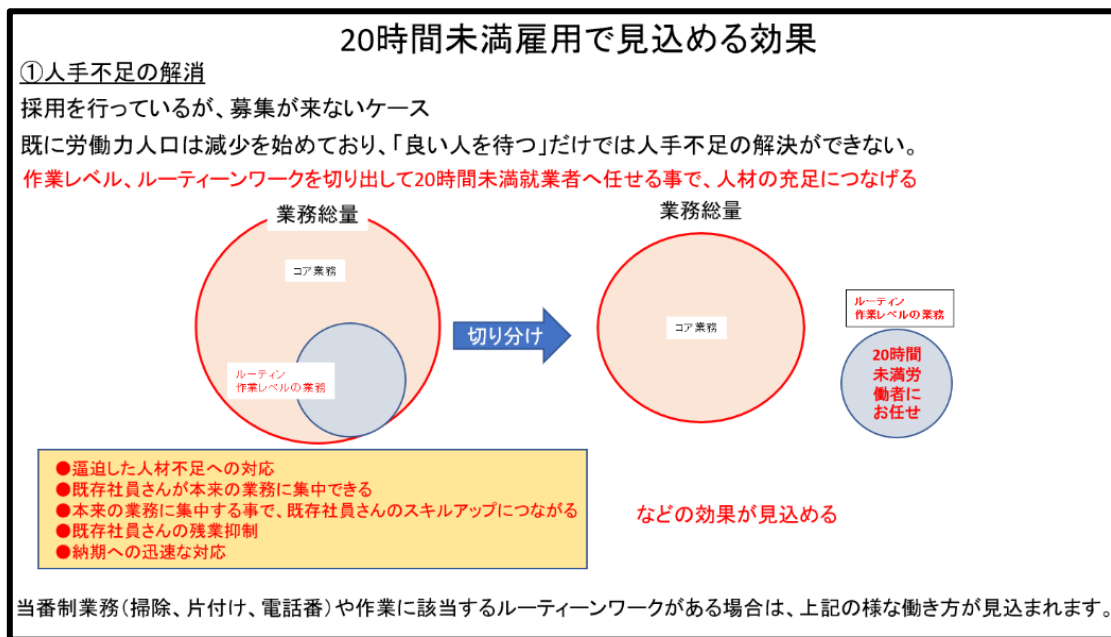 20時間未満雇用で見込める効果
①人手不足の解消
採用を行っているが、募集が来ないケース
既に労働力人口は減少を始めており、「良い人を待つ」だけでは人手不足の解決ができない。
作業レベル、ルーティーンワークを切り出して20時間未満就業者へ任せる事で、人材の充足につなげる
業務総量
コア業務
ルーティン
作業レベルの業務
切り分け
業務総量
コア業務
ルーティン
作業レベルの業務
20時間
未満労
働者に
お任せ
●逼迫した人材不足への対応
●既存社員さんが本来の業務に集中できる
●本来の業務に集中する事で、既存社員さんのスキルアップにつながる
●既存社員さんの残業抑制
●納期への迅速な対応
などの効果が見込める
当番制業務(掃除、片付け、電話番)や作業に該当するルーティーンワークがある場合は、上記の様な働き方が見込まれます。